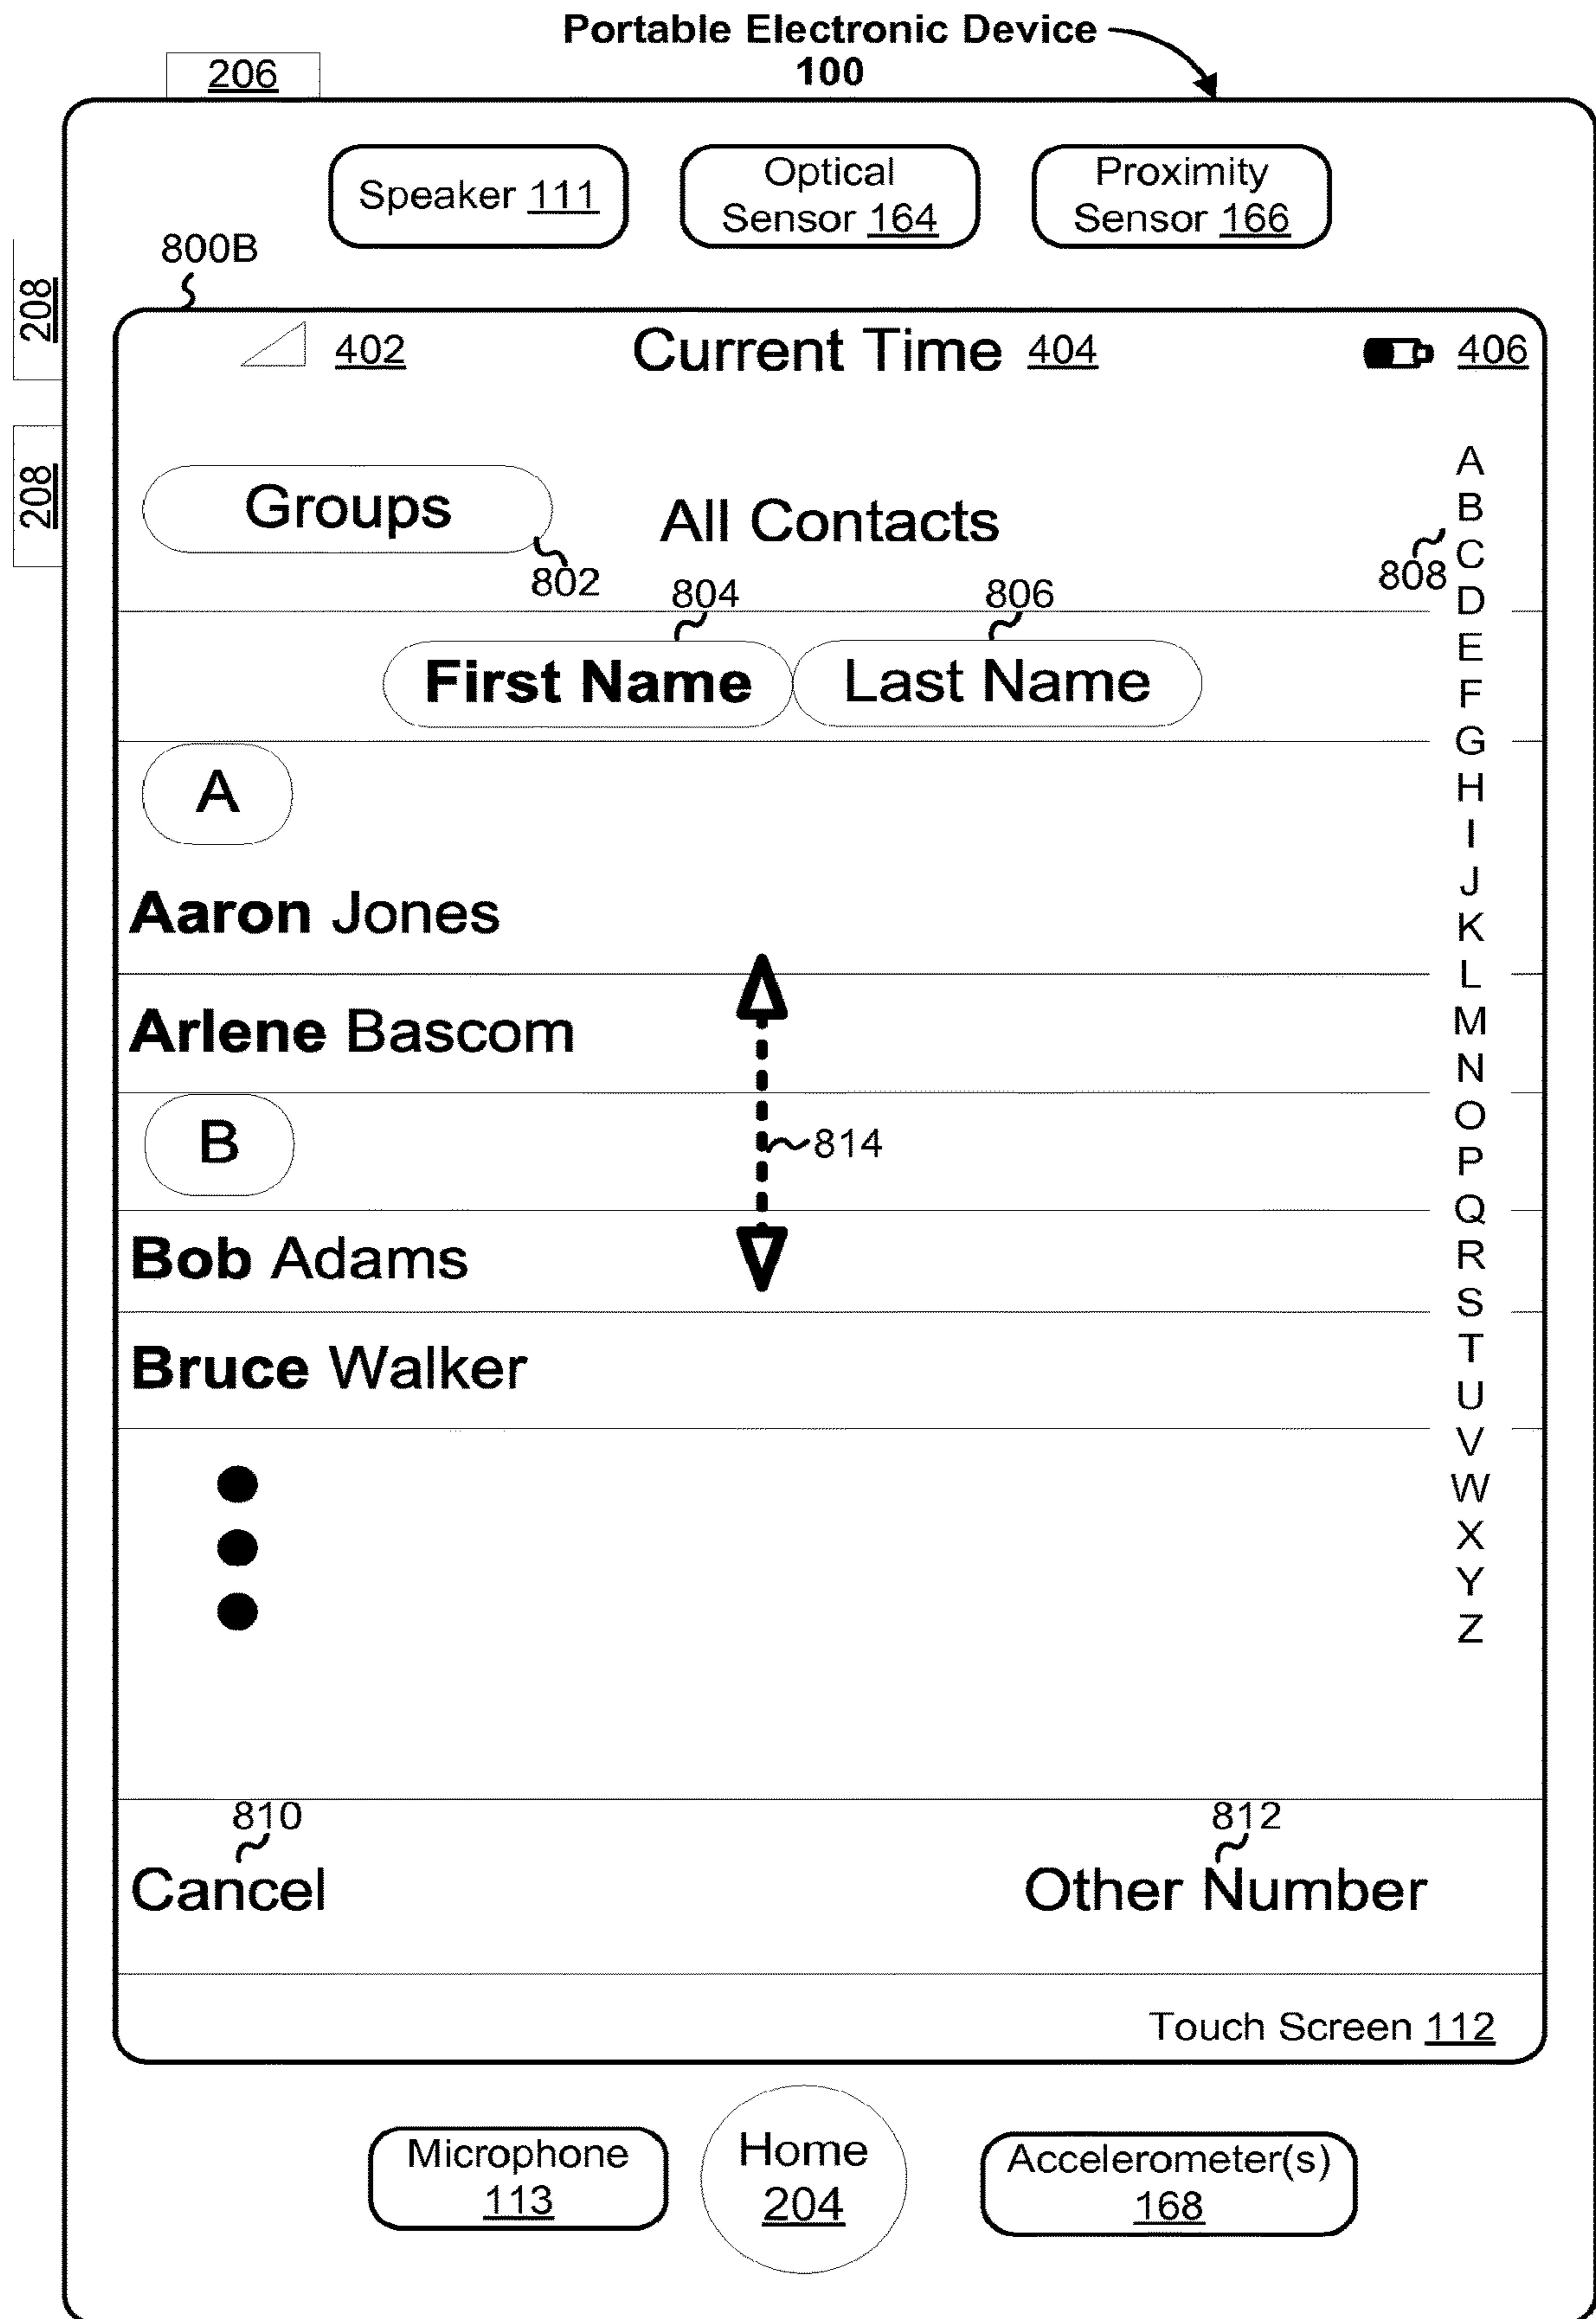 Portable Electronic Device
100
206
Speaker 111
Optical
Sensor 164
Proximity
Sensor 166
800B
208
208
402
Current Time 404
406
Groups
All Contacts
802
804
806
808
First Name
Last Name
A
Aaron Jones
Arlene Bascom
B
814
Bob Adams
Bruce Walker
A
B
C
D
E
F
G
H
I
J
K
L
M
N
O
P
Q
R
S
T
U
V
W
X
Y
Z
810
812
Cancel
Other Number
Touch Screen 112
Microphone
113
Home
204
Accelerometer(s)
168